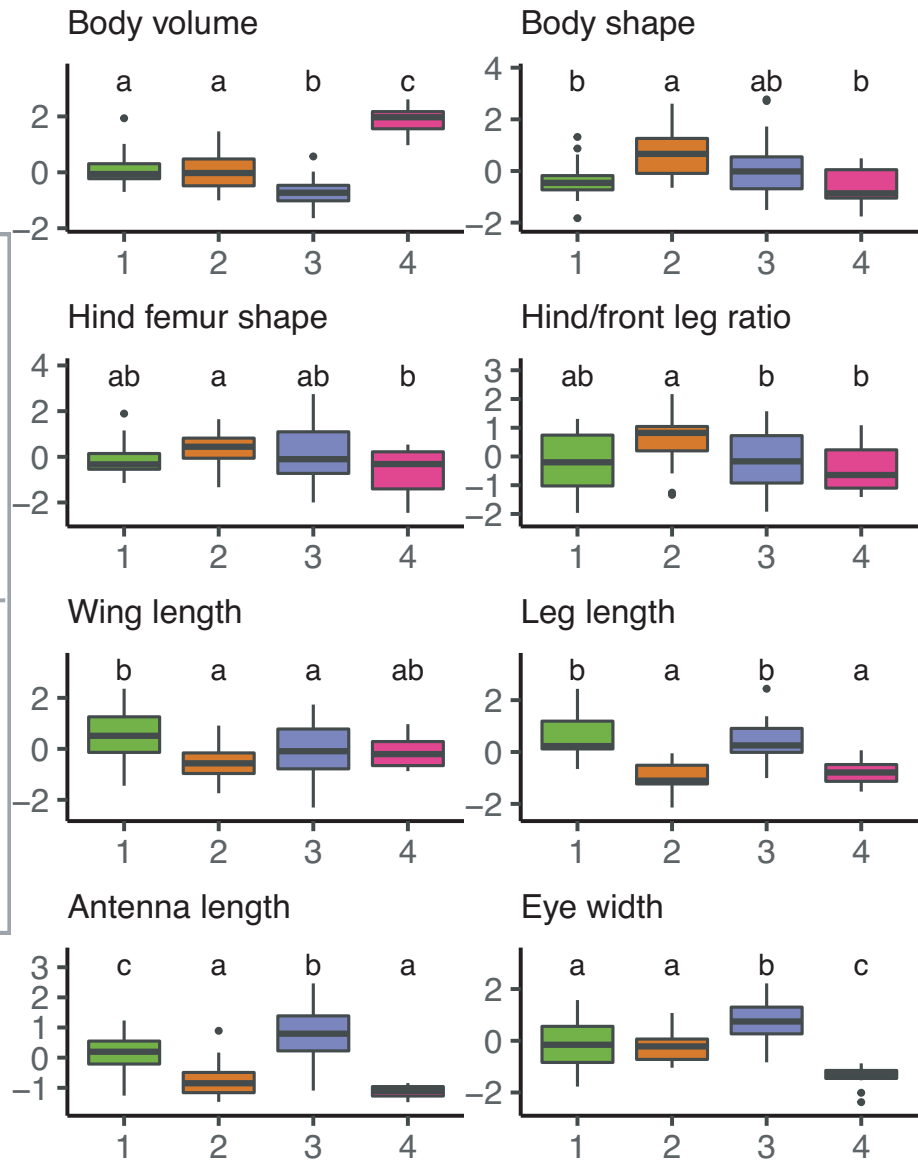 Body volume
a a b c
2
0
−2
1 2 3 4
Body shape
b a ab b
4
2
0
−2
1 2 3 4
Hind femur shape
ab a ab b
4
2
0
−2
1 2 3 4
Hind/front leg ratio
ab a b b
3
2
1
0
−1
−2
1 2 3 4
Wing length
b a a ab
2
0
−2
1 2 3 4
Leg length
b a b a
2
0
−2
1 2 3 4
Antenna length
c a b a
3
2
1
0
−1
1 2 3 4
Eye width
a a b c
2
0
−2
1 2 3 4